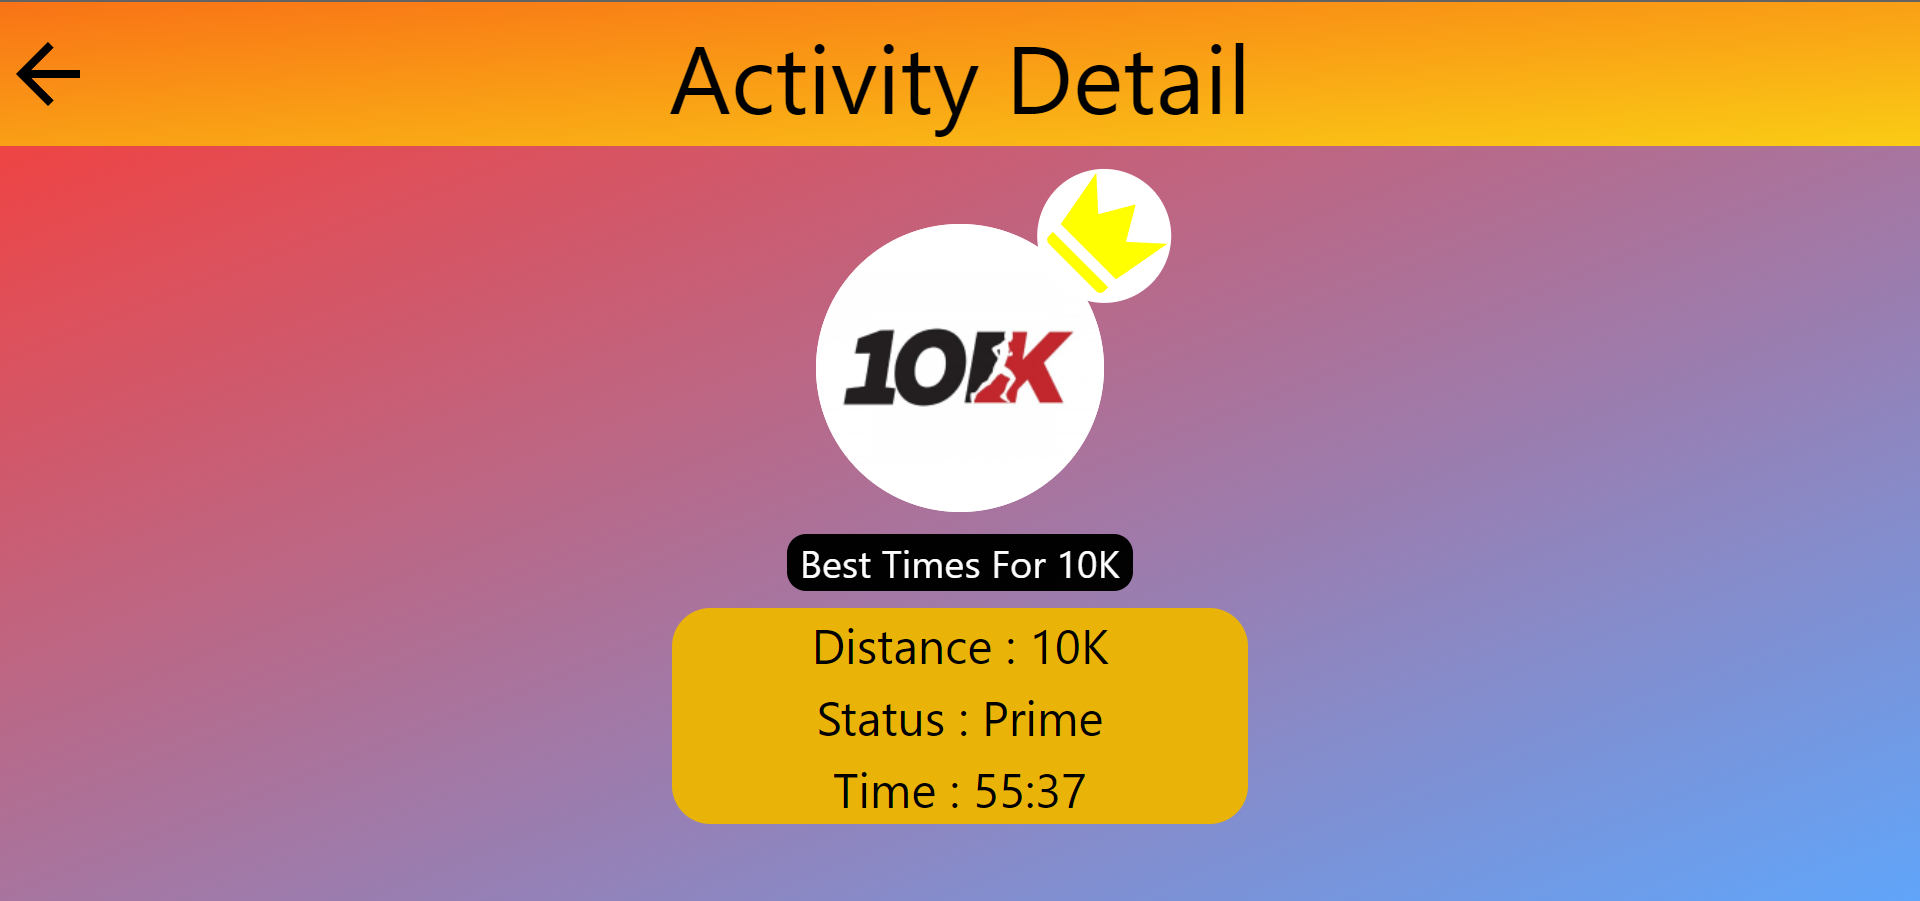 Activity Detail
10K
Best Times For 10K
Distance : 10K
Status : Prime
Time : 55:37